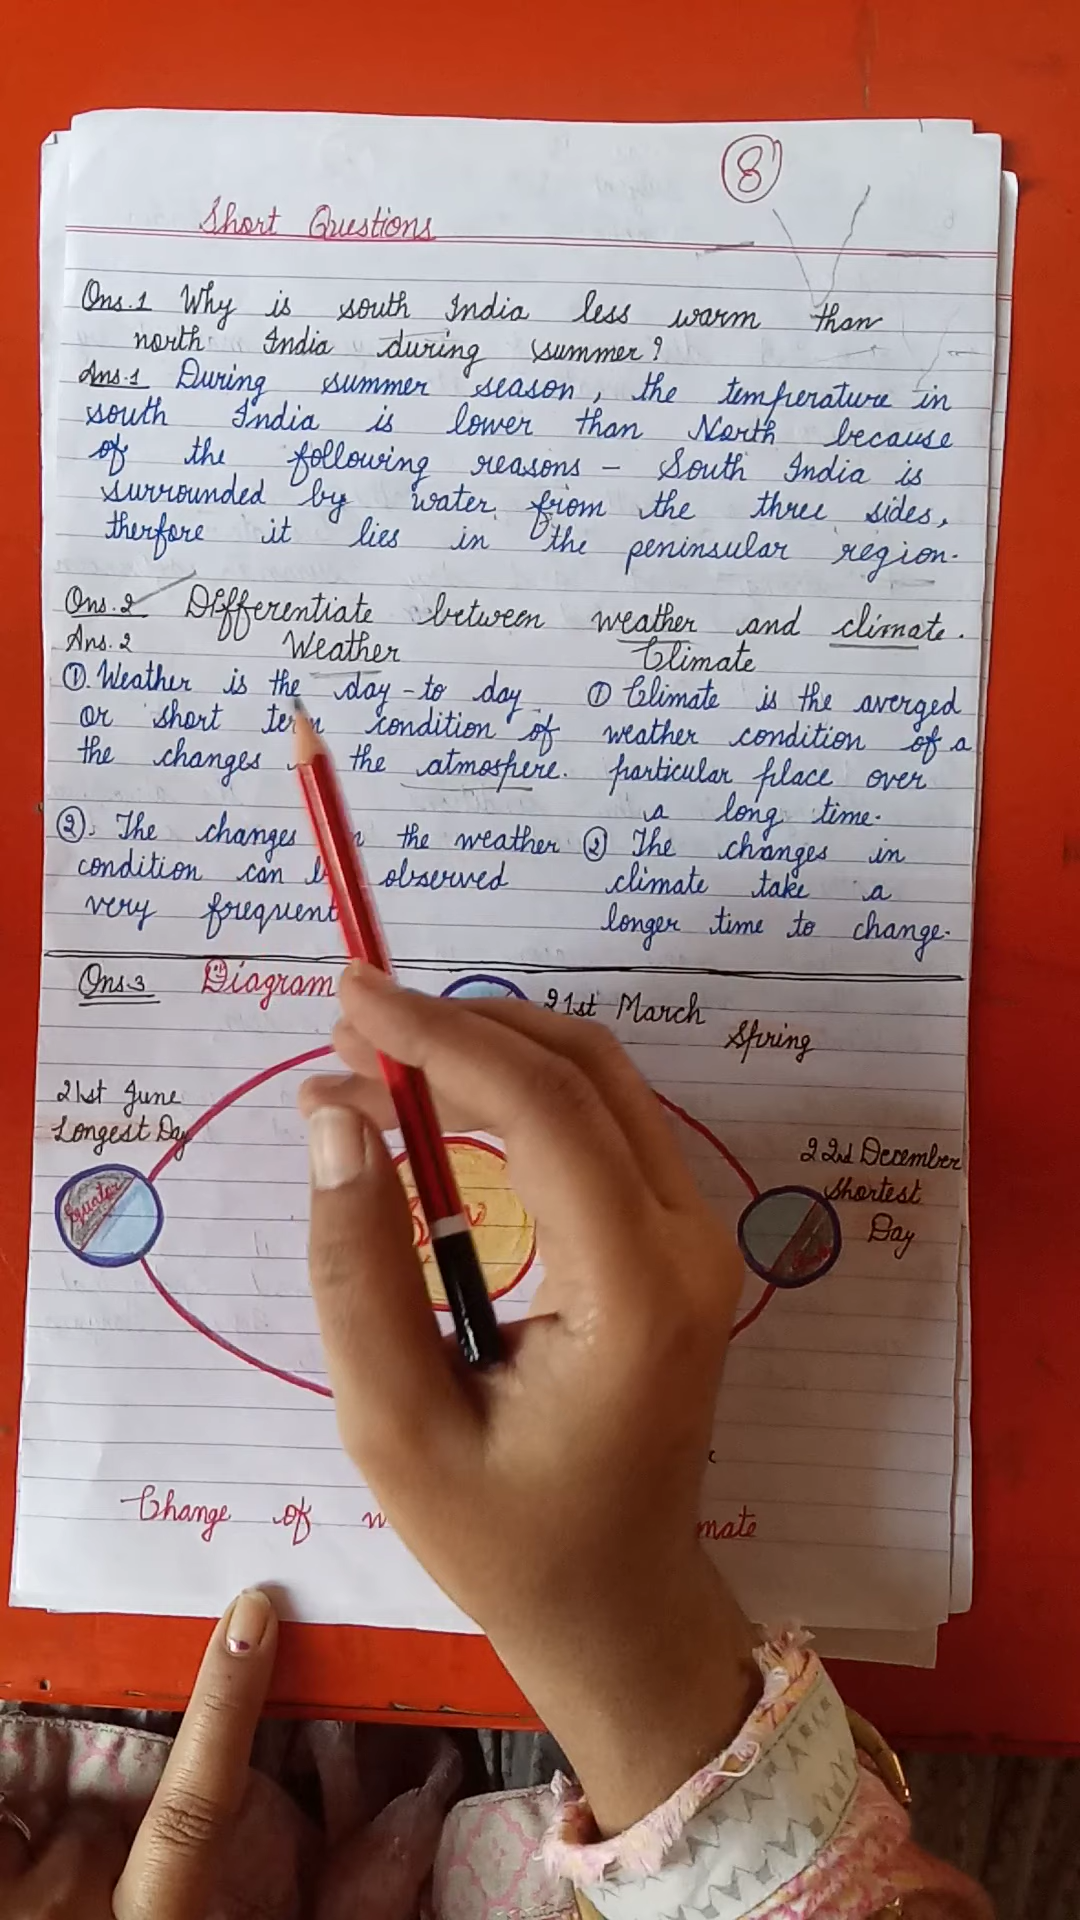 8
Short Questions
Qns.1 Why is south India less warm than
north India during summer?
Ans.1 During summer season, the temperature in
south India is lower than North because
of the following reasons - South India is
surrounded by water from the three sides,
therfore it lies in the peninsular region.
Qns.2 Differentiate between weather and climate.
Ans.2 Weather Climate
① Weather is the day-to day
or short term condition of
the changes the atmosphere.
② The changes the weather
condition can observed
very
① Climate is the averged
weather condition of a
particular place over
a long time.
② The changes in
climate take a
longer time to change.
Qns.3 Diagram
21st March
Spring
21st June
Longest Day
Equator
22nd December
Shortest
Day
Change of